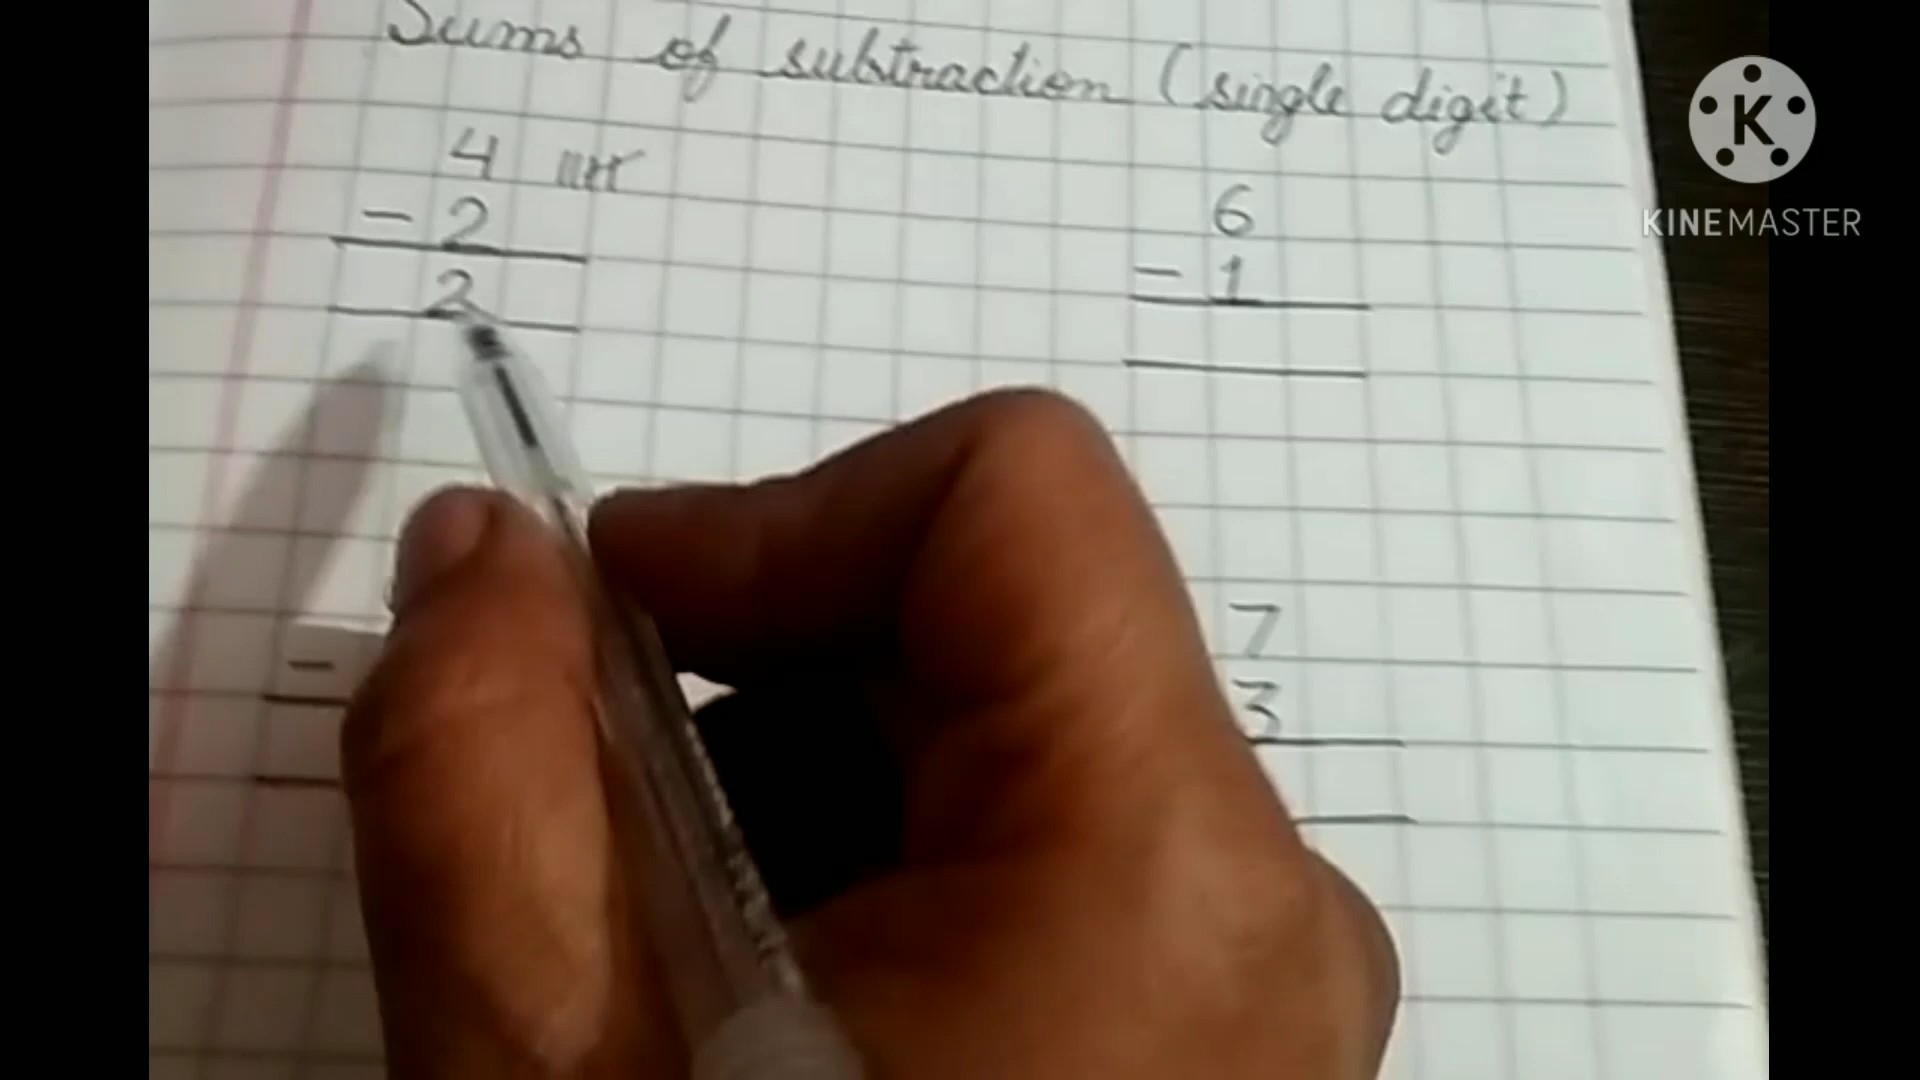 Sums of subtraction (single digit)
4
- 2
2
6
- 1
7
3
-
K
KINEMASTER